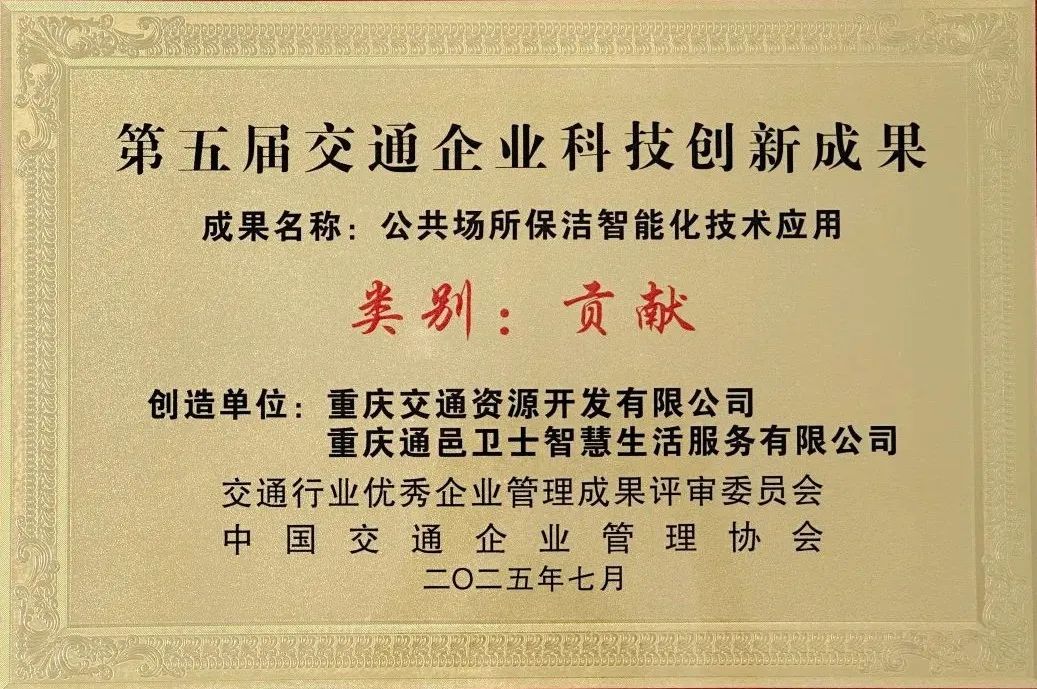 第五届交通企业科技创新成果
成果名称：公共场所保洁智能化技术应用
类别：贡献
创造单位：重庆交通资源开发有限公司
重庆通邑卫士智慧生活服务有限公司
交通行业优秀企业管理成果评审委员会
中国交通企业管理协会
二〇二五年七月